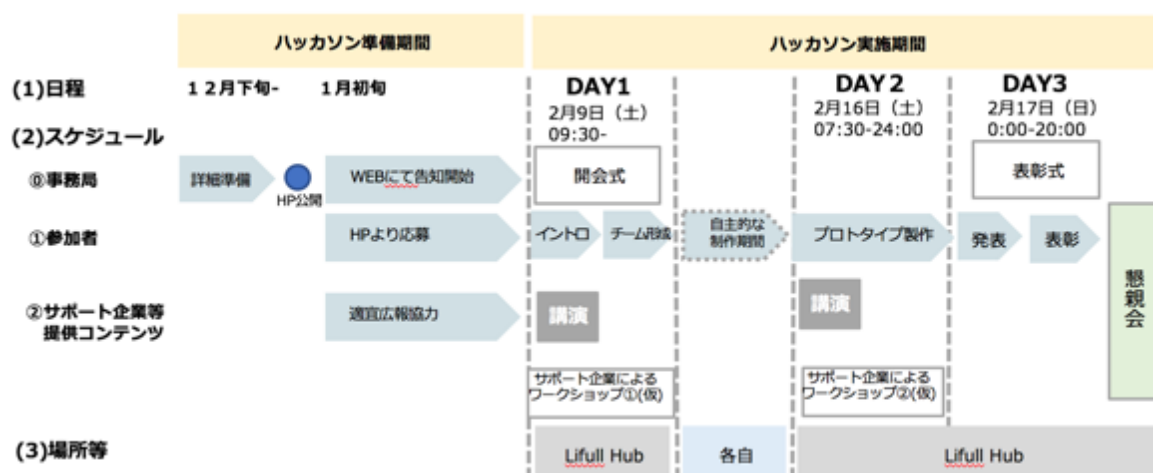 ハッカソン準備期間
ハッカソン実施期間
(1)日程
12月下旬-
1月初旬
DAY1
2月9日（土）
09:30-
DAY 2
2月16日（土）
07:30-24:00
DAY3
2月17日（日）
0:00-20:00
(2)スケジュール
⓪事務局
詳細準備
HP公開
WEBにて告知開始
開会式
表彰式
①参加者
HPより応募
イントロ
チーム形成
自主的な
制作期間
プロトタイプ製作
発表
表彰
②サポート企業等
提供コンテンツ
適宜広報協力
講演
講演
懇親会
サポート企業による
ワークショップ①(仮)
サポート企業による
ワークショップ②(仮)
(3)場所等
Lifull Hub
各自
Lifull Hub